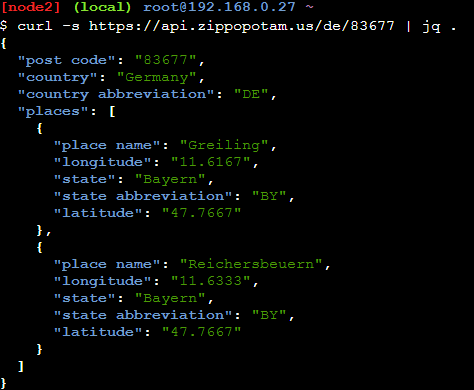 [node2] (local) root@192.168.0.27 ~
$ curl -s https://api.zippopotam.us/de/83677 | jq .
{
  "post code": "83677",
  "country": "Germany",
  "country abbreviation": "DE",
  "places": [
    {
      "place name": "Greiling",
      "longitude": "11.6167",
      "state": "Bayern",
      "state abbreviation": "BY",
      "latitude": "47.7667"
    },
    {
      "place name": "Reichersbeuern",
      "longitude": "11.6333",
      "state": "Bayern",
      "state abbreviation": "BY",
      "latitude": "47.7667"
    }
  ]
}